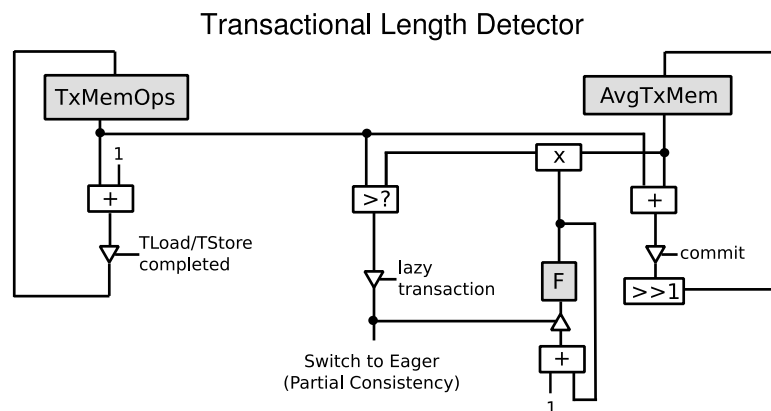 Transactional Length Detector
TxMemOps
AvgTxMem
1
x
+
>?
+
TLoad/TStore
completed
commit
lazy
transaction
F
>>1
Switch to Eager
(Partial Consistency)
+
1